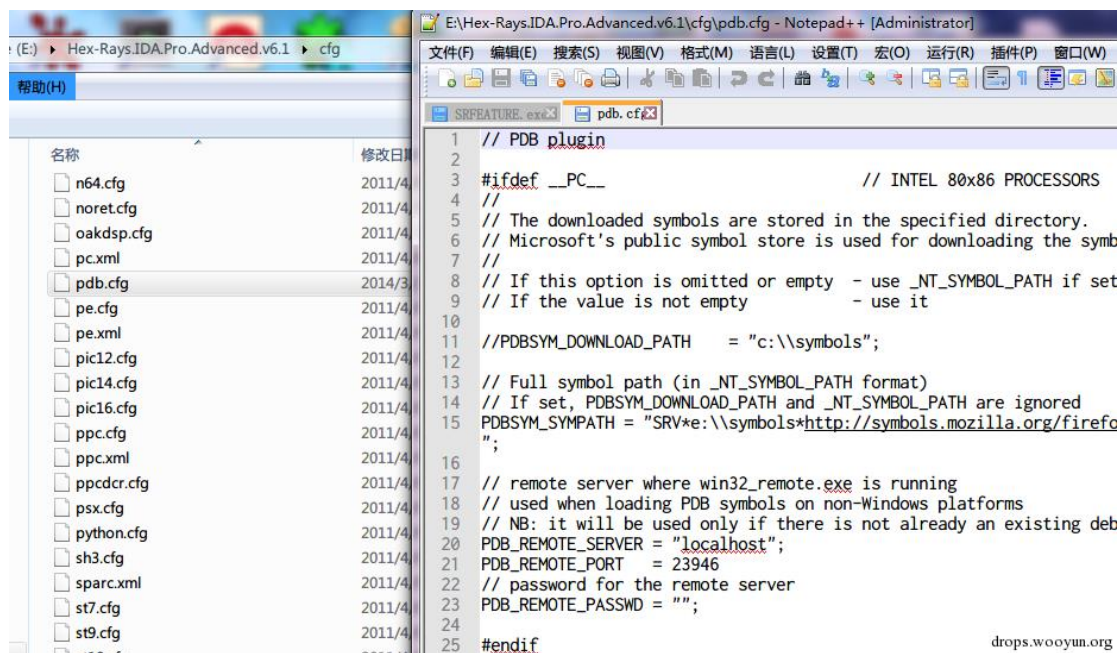 (E:) ▸ Hex-Rays.IDA.Pro.Advanced.v6.1 ▸ cfg
帮助(H)
名称
修改日期
n64.cfg 2011/4/
noret.cfg 2011/4/
oakdsp.cfg 2011/4/
pc.xml 2011/4/
pdb.cfg 2014/3/
pe.cfg 2011/4/
pe.xml 2011/4/
pic12.cfg 2011/4/
pic14.cfg 2011/4/
pic16.cfg 2011/4/
ppc.cfg 2011/4/
ppc.xml 2011/4/
ppcdcr.cfg 2011/4/
psx.cfg 2011/4/
python.cfg 2011/4/
sh3.cfg 2011/4/
sparc.xml 2011/4/
st7.cfg 2011/4/
st9.cfg 2011/4/
E:\Hex-Rays.IDA.Pro.Advanced.v6.1\cfg\pdb.cfg - Notepad++ [Administrator]
文件(F) 编辑(E) 搜索(S) 视图(V) 格式(M) 语言(L) 设置(T) 宏(O) 运行(R) 插件(P) 窗口(W)
SRFEATURE.exe pdb.cfg
1 // PDB plugin
2
3 #ifdef __PC__ // INTEL 80x86 PROCESSORS
4 //
5 // The downloaded symbols are stored in the specified directory.
6 // Microsoft's public symbol store is used for downloading the symb
7 //
8 // If this option is omitted or empty - use _NT_SYMBOL_PATH if set
9 // If the value is not empty - use it
10
11 //PDBSYM_DOWNLOAD_PATH = "c:\\symbols";
12
13 // Full symbol path (in _NT_SYMBOL_PATH format)
14 // If set, PDBSYM_DOWNLOAD_PATH and _NT_SYMBOL_PATH are ignored
15 PDBSYM_SYMPATH = "SRV*e:\\symbols*http://symbols.mozilla.org/firefo
";
16
17 // remote server where win32_remote.exe is running
18 // used when loading PDB symbols on non-Windows platforms
19 // NB: it will be used only if there is not already an existing deb
20 PDB_REMOTE_SERVER = "localhost";
21 PDB_REMOTE_PORT = 23946
22 // password for the remote server
23 PDB_REMOTE_PASSWD = "";
24
25 #endif
drops.wooyun.org